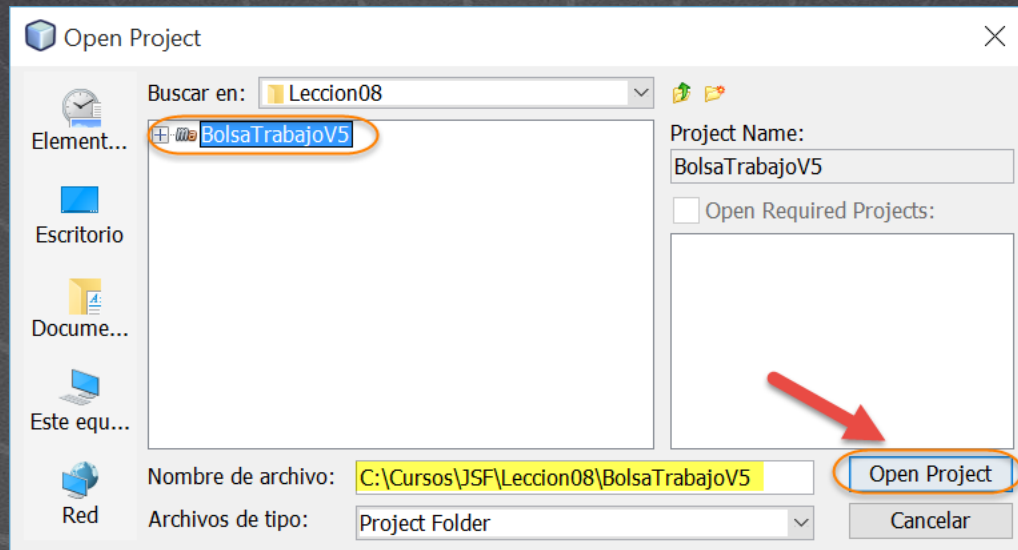 Open Project
Buscar en: Leccion08
Element...
BolsaTrabajoV5
Project Name:
BolsaTrabajoV5
Open Required Projects:
Escritorio
Docume...
Este equ...
Red
Nombre de archivo: C:\Cursos\JSF\Leccion08\BolsaTrabajoV5
Open Project
Archivos de tipo: Project Folder
Cancelar